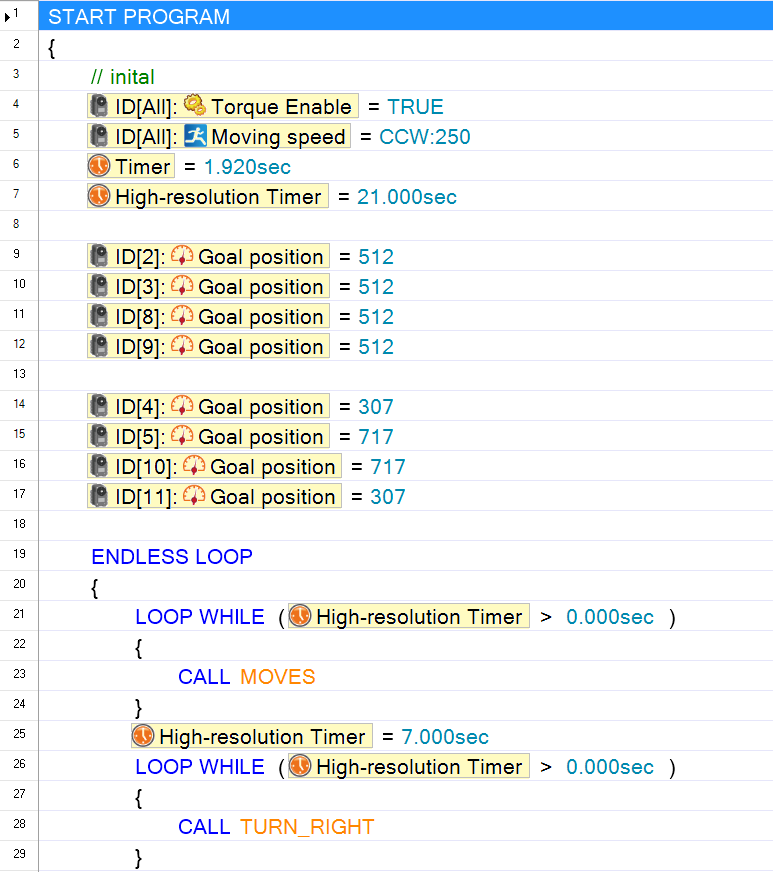 1 START PROGRAM
2 {
3 // inital
4 ID[All]: Torque Enable = TRUE
5 ID[All]: Moving speed = CCW:250
6 Timer = 1.920sec
7 High-resolution Timer = 21.000sec
8
9 ID[2]: Goal position = 512
10 ID[3]: Goal position = 512
11 ID[8]: Goal position = 512
12 ID[9]: Goal position = 512
13
14 ID[4]: Goal position = 307
15 ID[5]: Goal position = 717
16 ID[10]: Goal position = 717
17 ID[11]: Goal position = 307
18
19 ENDLESS LOOP
20 {
21 LOOP WHILE ( High-resolution Timer > 0.000sec )
22 {
23 CALL MOVES
24 }
25 High-resolution Timer = 7.000sec
26 LOOP WHILE ( High-resolution Timer > 0.000sec )
27 {
28 CALL TURN_RIGHT
29 }